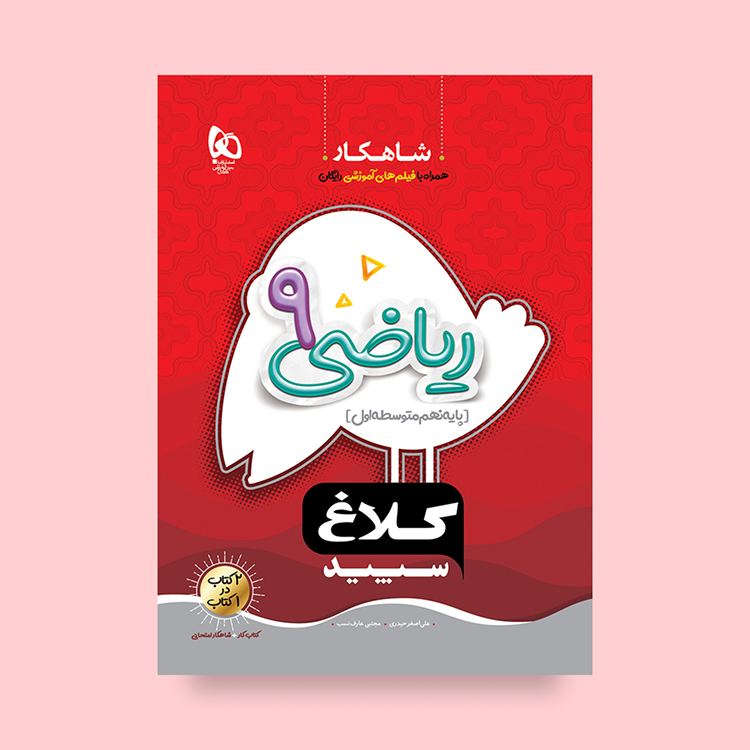 شاهکار
همراه با فیلم‌های آموزشی رایگان
ریاضی ۹
[پایه نهم متوسطه اول]
کلاغ
سپید
۲ کتاب
در
۱ کتاب
کتاب کار + شاهکار امتحانی
علی اصغر حیدری • مجتبی عارف نسب •